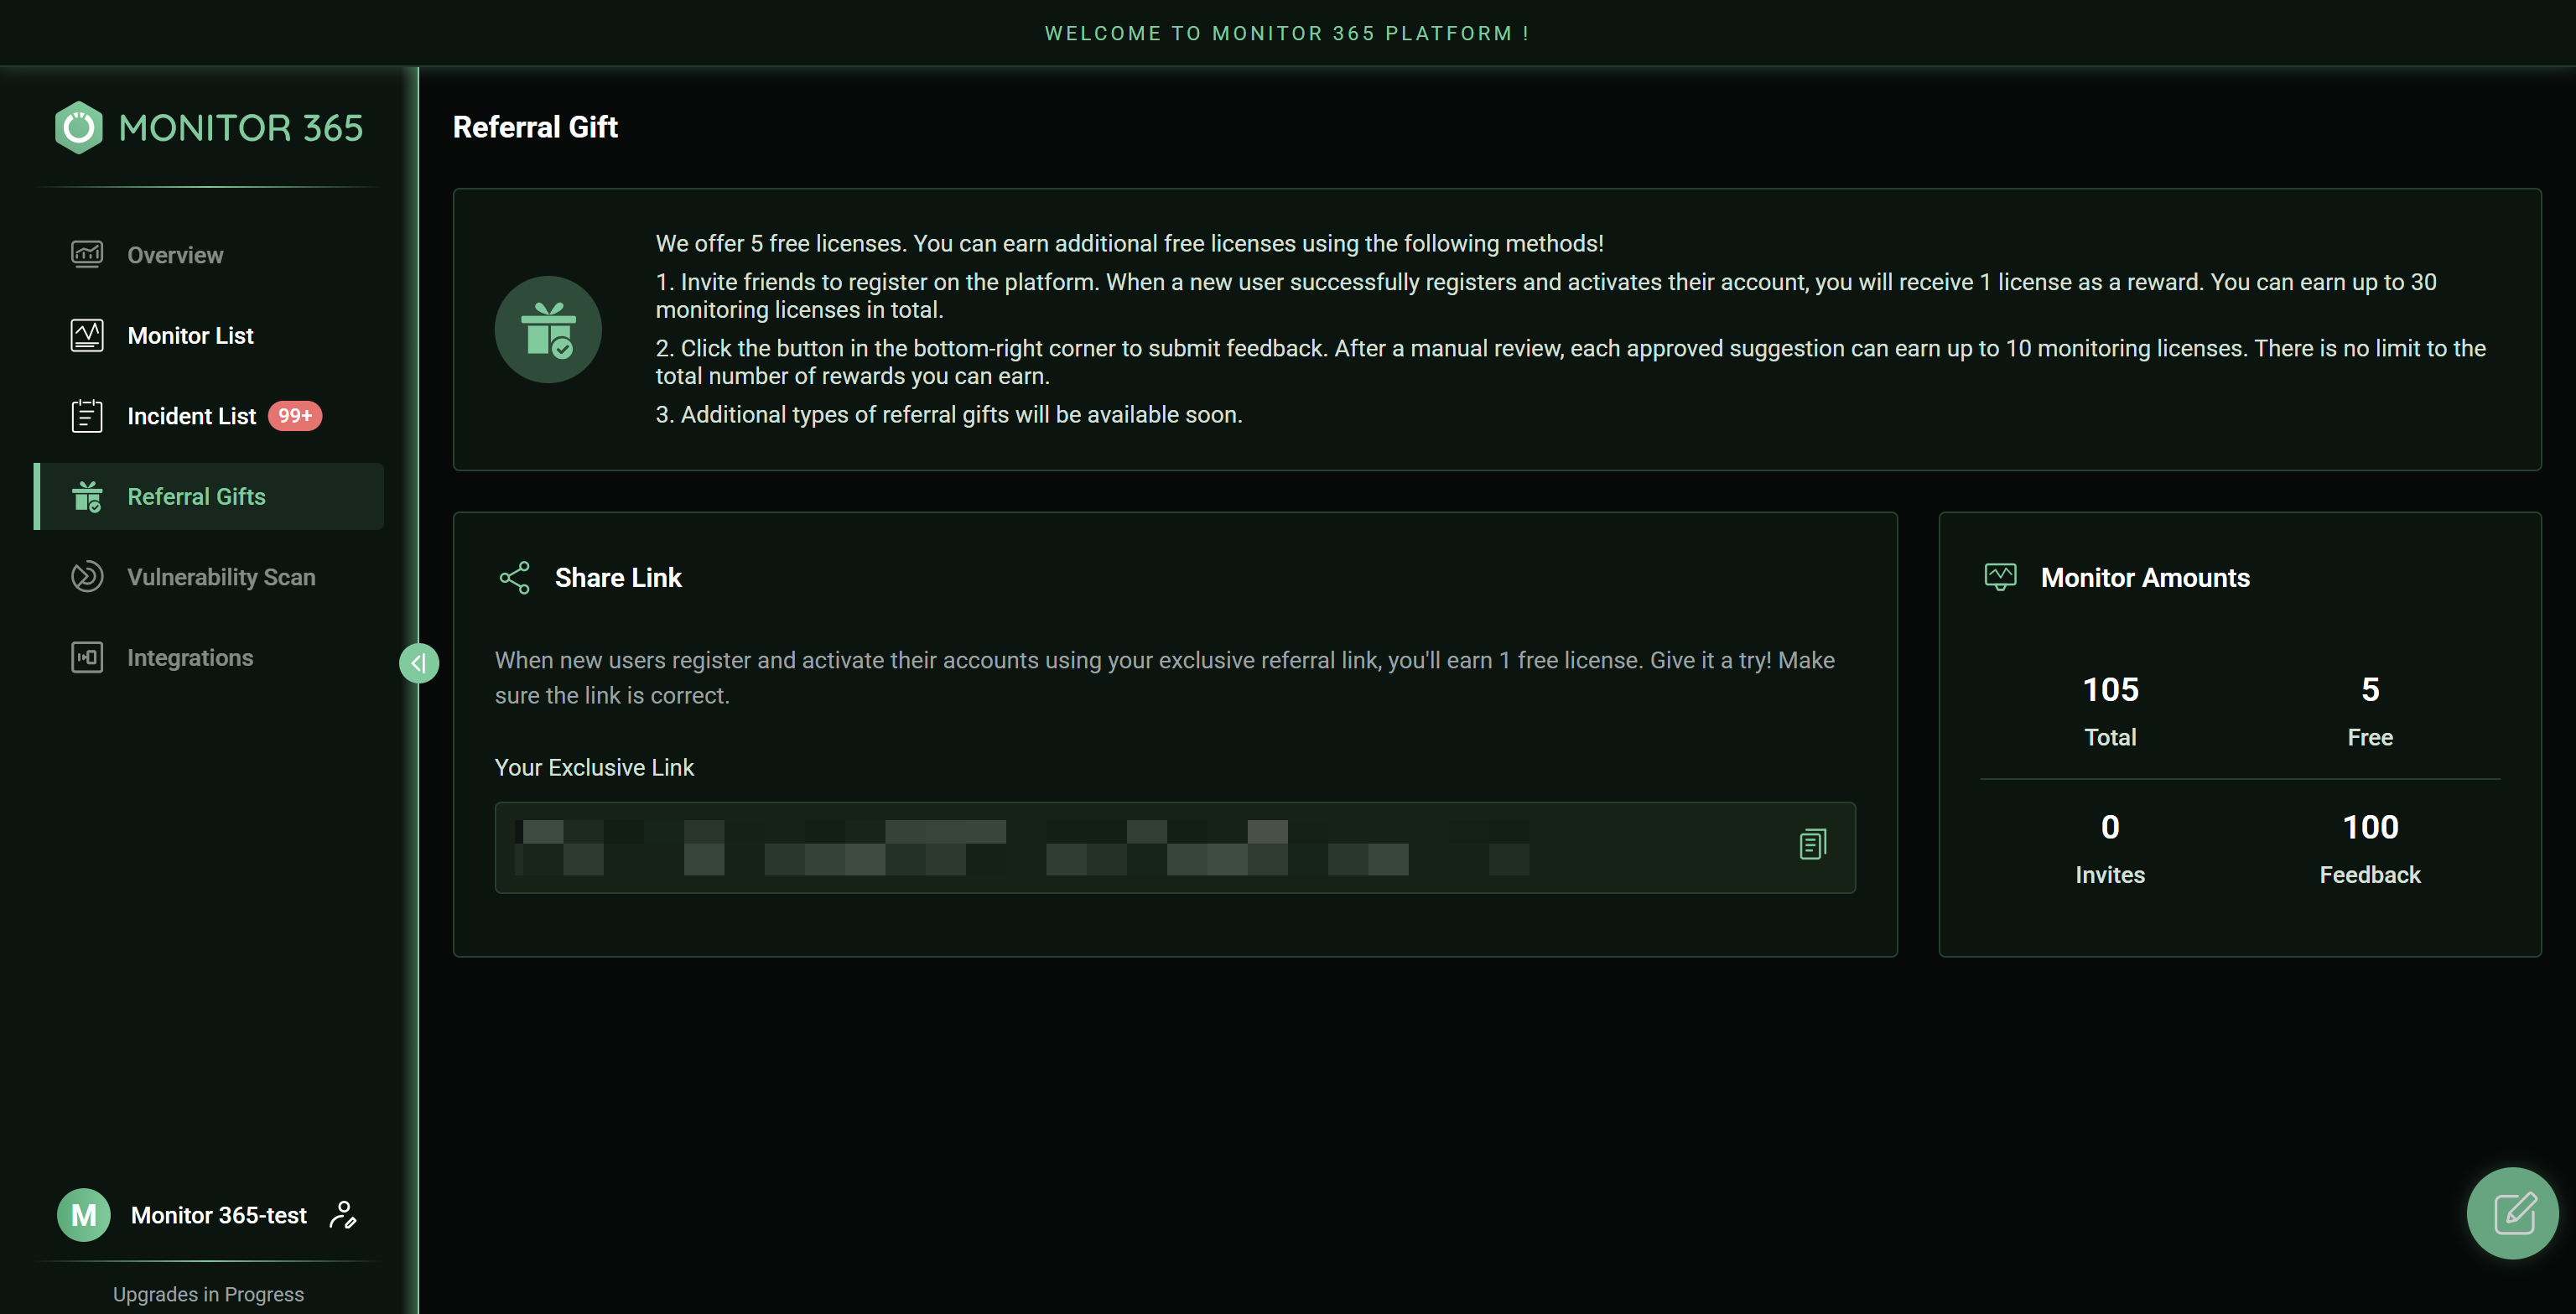 WELCOME TO MONITOR 365 PLATFORM !
MONITOR 365
Overview
Monitor List
Incident List 99+
Referral Gifts
Vulnerability Scan
Integrations
M Monitor 365-test
Upgrades in Progress
Referral Gift
We offer 5 free licenses. You can earn additional free licenses using the following methods!
1. Invite friends to register on the platform. When a new user successfully registers and activates their account, you will receive 1 license as a reward. You can earn up to 30
monitoring licenses in total.
2. Click the button in the bottom-right corner to submit feedback. After a manual review, each approved suggestion can earn up to 10 monitoring licenses. There is no limit to the
total number of rewards you can earn.
3. Additional types of referral gifts will be available soon.
Share Link
When new users register and activate their accounts using your exclusive referral link, you'll earn 1 free license. Give it a try! Make
sure the link is correct.
Your Exclusive Link
Monitor Amounts
105 5
Total Free
0 100
Invites Feedback